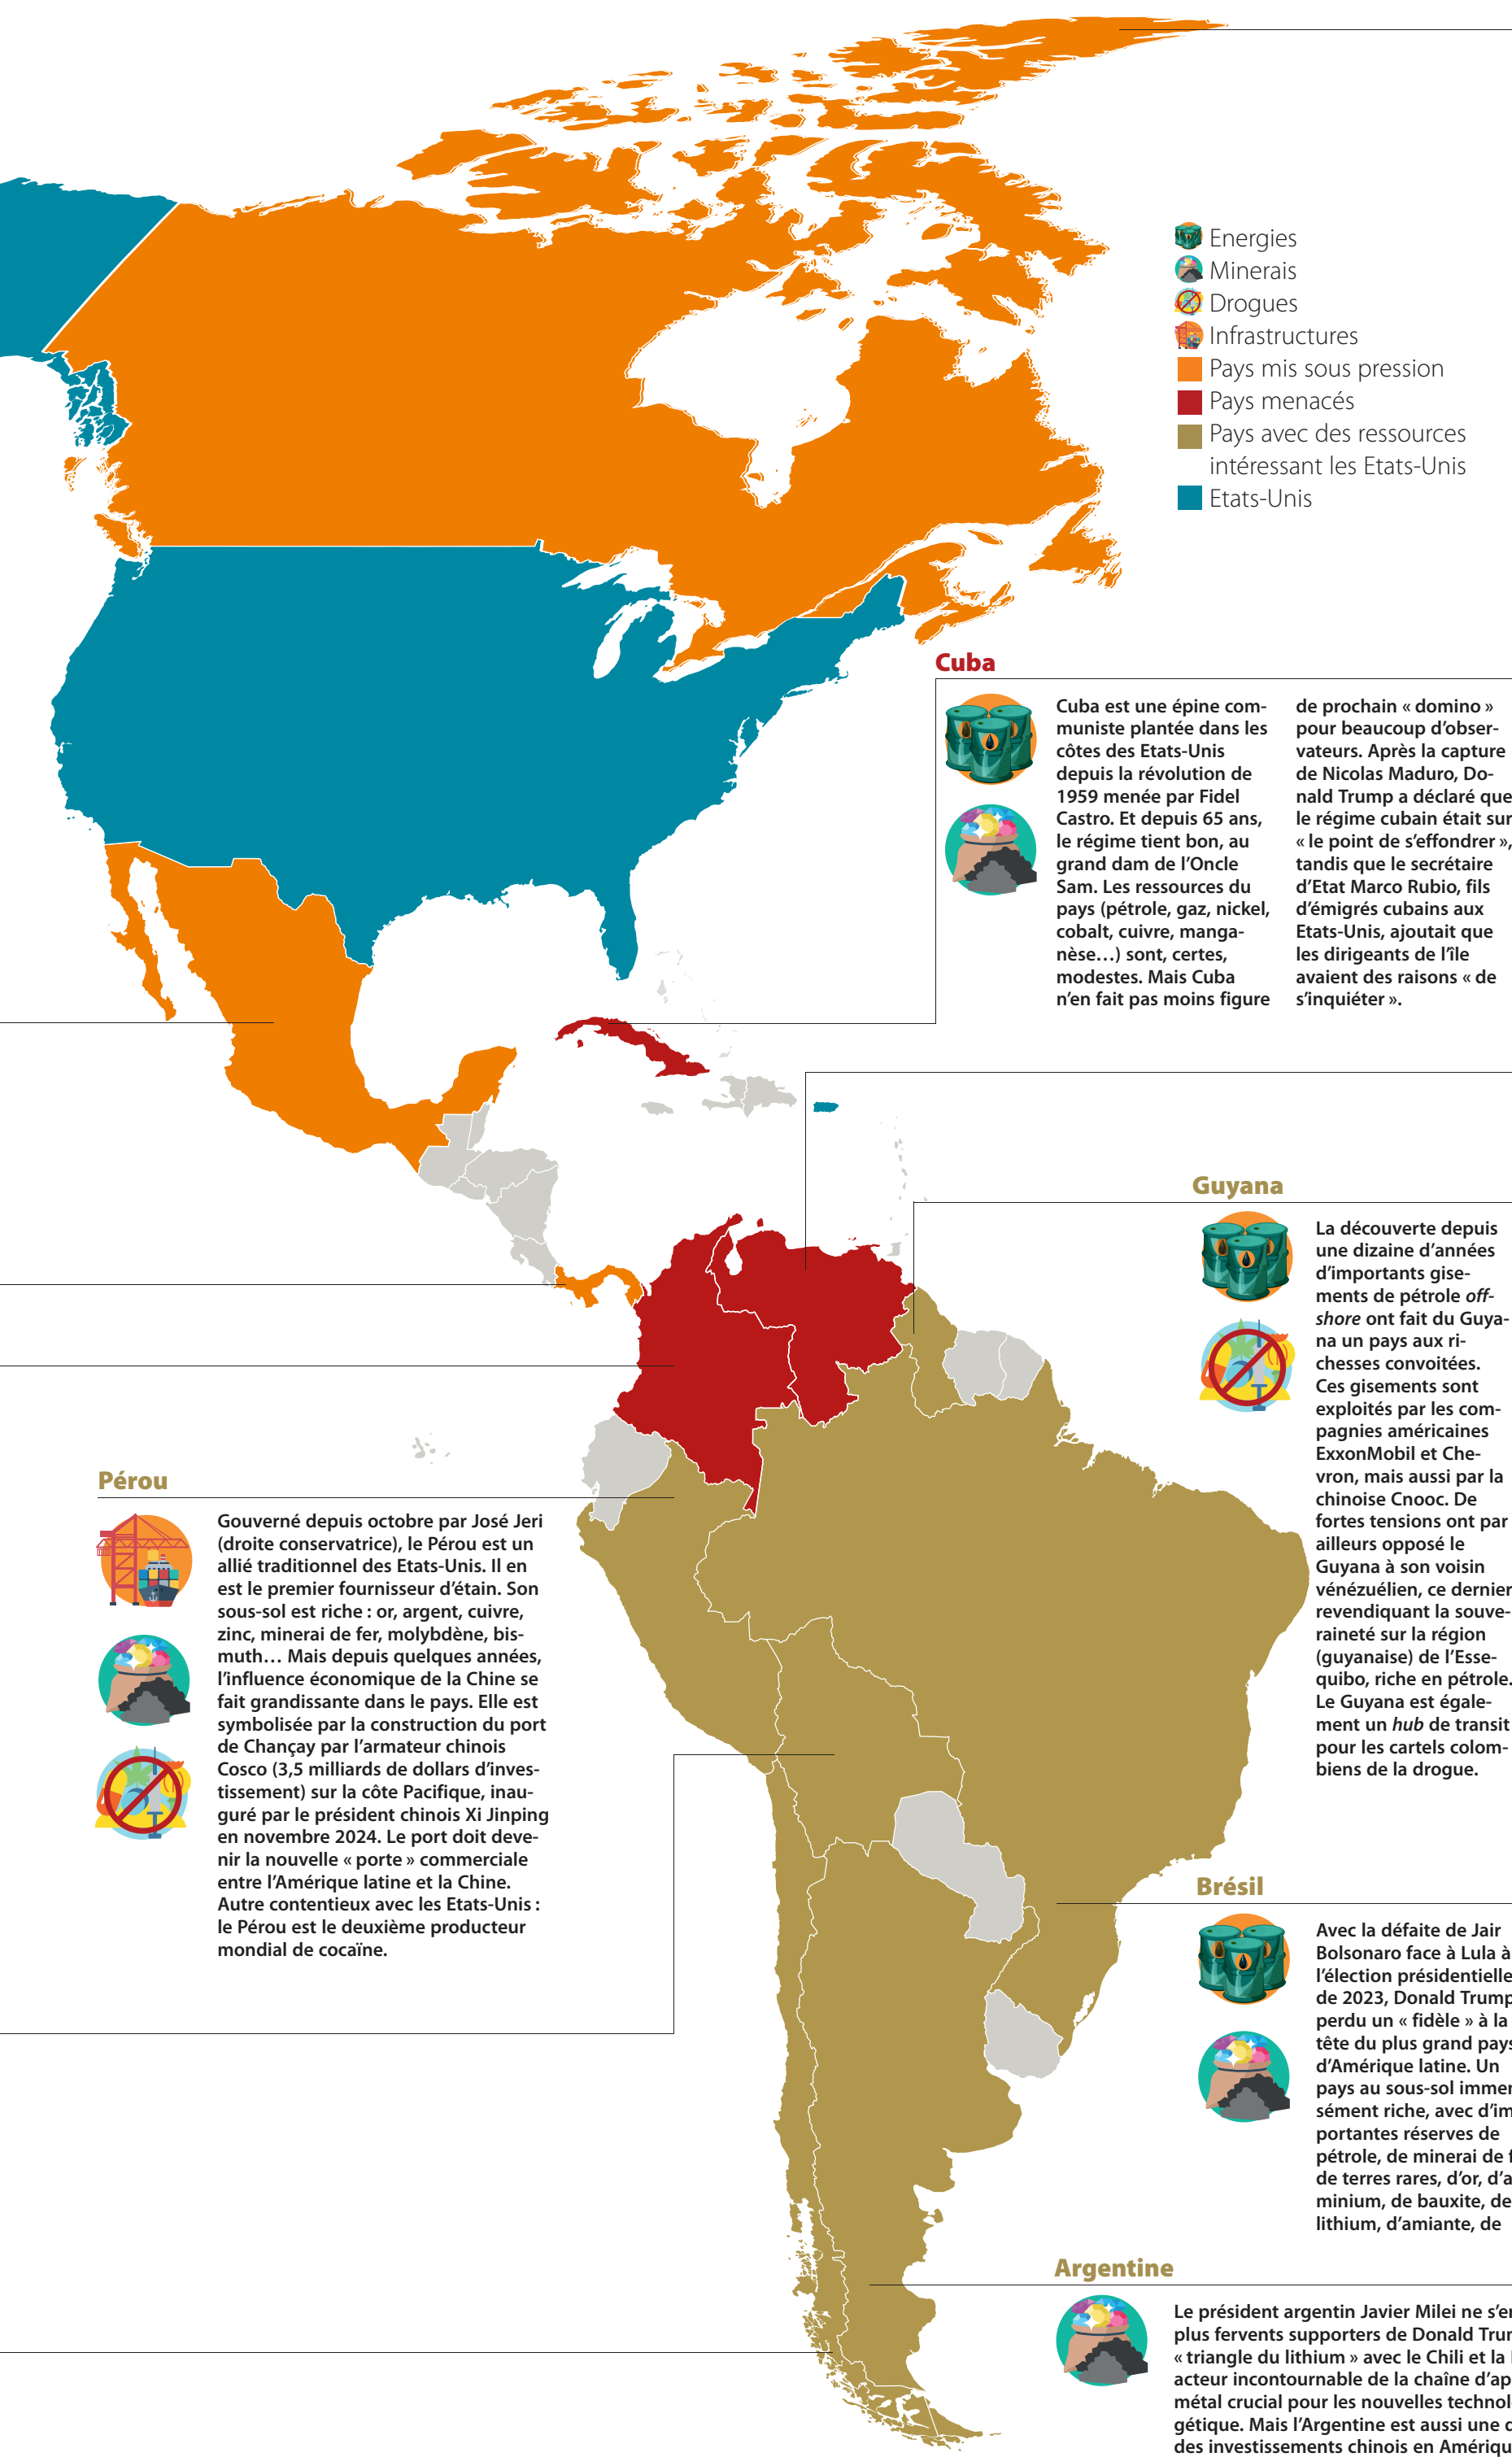 Energies
Minerais
Drogues
Infrastructures
Pays mis sous pression
Pays menacés
Pays avec des ressources
intéressant les Etats-Unis
Etats-Unis
Cuba
Cuba est une épine com-
muniste plantée dans les
côtes des Etats-Unis
depuis la révolution de
1959 menée par Fidel
Castro. Et depuis 65 ans,
le régime tient bon, au
grand dam de l'Oncle
Sam. Les ressources du
pays (pétrole, gaz, nickel,
cobalt, cuivre, manga-
nèse…) sont, certes,
modestes. Mais Cuba
n'en fait pas moins figure
de prochain « domino »
pour beaucoup d'obser-
vateurs. Après la capture
de Nicolas Maduro, Do-
nald Trump a déclaré que
le régime cubain était sur
« le point de s'effondrer »,
tandis que le secrétaire
d'Etat Marco Rubio, fils
d'émigrés cubains aux
Etats-Unis, ajoutait que
les dirigeants de l'île
avaient des raisons « de
s'inquiéter ».
Guyana
La découverte depuis
une dizaine d'années
d'importants gise-
ments de pétrole off-
shore ont fait du Guya-
na un pays aux ri-
chesses convoitées.
Ces gisements sont
exploités par les com-
pagnies américaines
ExxonMobil et Che-
vron, mais aussi par la
chinoise Cnooc. De
fortes tensions ont par
ailleurs opposé le
Guyana à son voisin
vénézuélien, ce dernier
revendiquant la souve-
raineté sur la région
(guyanaise) de l'Esse-
quibo, riche en pétrole.
Le Guyana est égale-
ment un hub de transit
pour les cartels colom-
biens de la drogue.
Pérou
Gouverné depuis octobre par José Jeri
(droite conservatrice), le Pérou est un
allié traditionnel des Etats-Unis. Il en
est le premier fournisseur d'étain. Son
sous-sol est riche : or, argent, cuivre,
zinc, minerai de fer, molybdène, bis-
muth… Mais depuis quelques années,
l'influence économique de la Chine se
fait grandissante dans le pays. Elle est
symbolisée par la construction du port
de Chançay par l'armateur chinois
Cosco (3,5 milliards de dollars d'inves-
tissement) sur la côte Pacifique, inau-
guré par le président chinois Xi Jinping
en novembre 2024. Le port doit deve-
nir la nouvelle « porte » commerciale
entre l'Amérique latine et la Chine.
Autre contentieux avec les Etats-Unis :
le Pérou est le deuxième producteur
mondial de cocaïne.
Brésil
Avec la défaite de Jair
Bolsonaro face à Lula à
l'élection présidentielle
de 2023, Donald Trump
perdu un « fidèle » à la
tête du plus grand pays
d'Amérique latine. Un
pays au sous-sol immen
sément riche, avec d'im
portantes réserves de
pétrole, de minerai de
de terres rares, d'or, d'a
minium, de bauxite, de
lithium, d'amiante, de
Argentine
Le président argentin Javier Milei ne s'en
plus fervents supporters de Donald Trum
« triangle du lithium » avec le Chili et la
acteur incontournable de la chaîne d'ap
métal crucial pour les nouvelles technol
gétique. Mais l'Argentine est aussi une
des investissements chinois en Amériqu